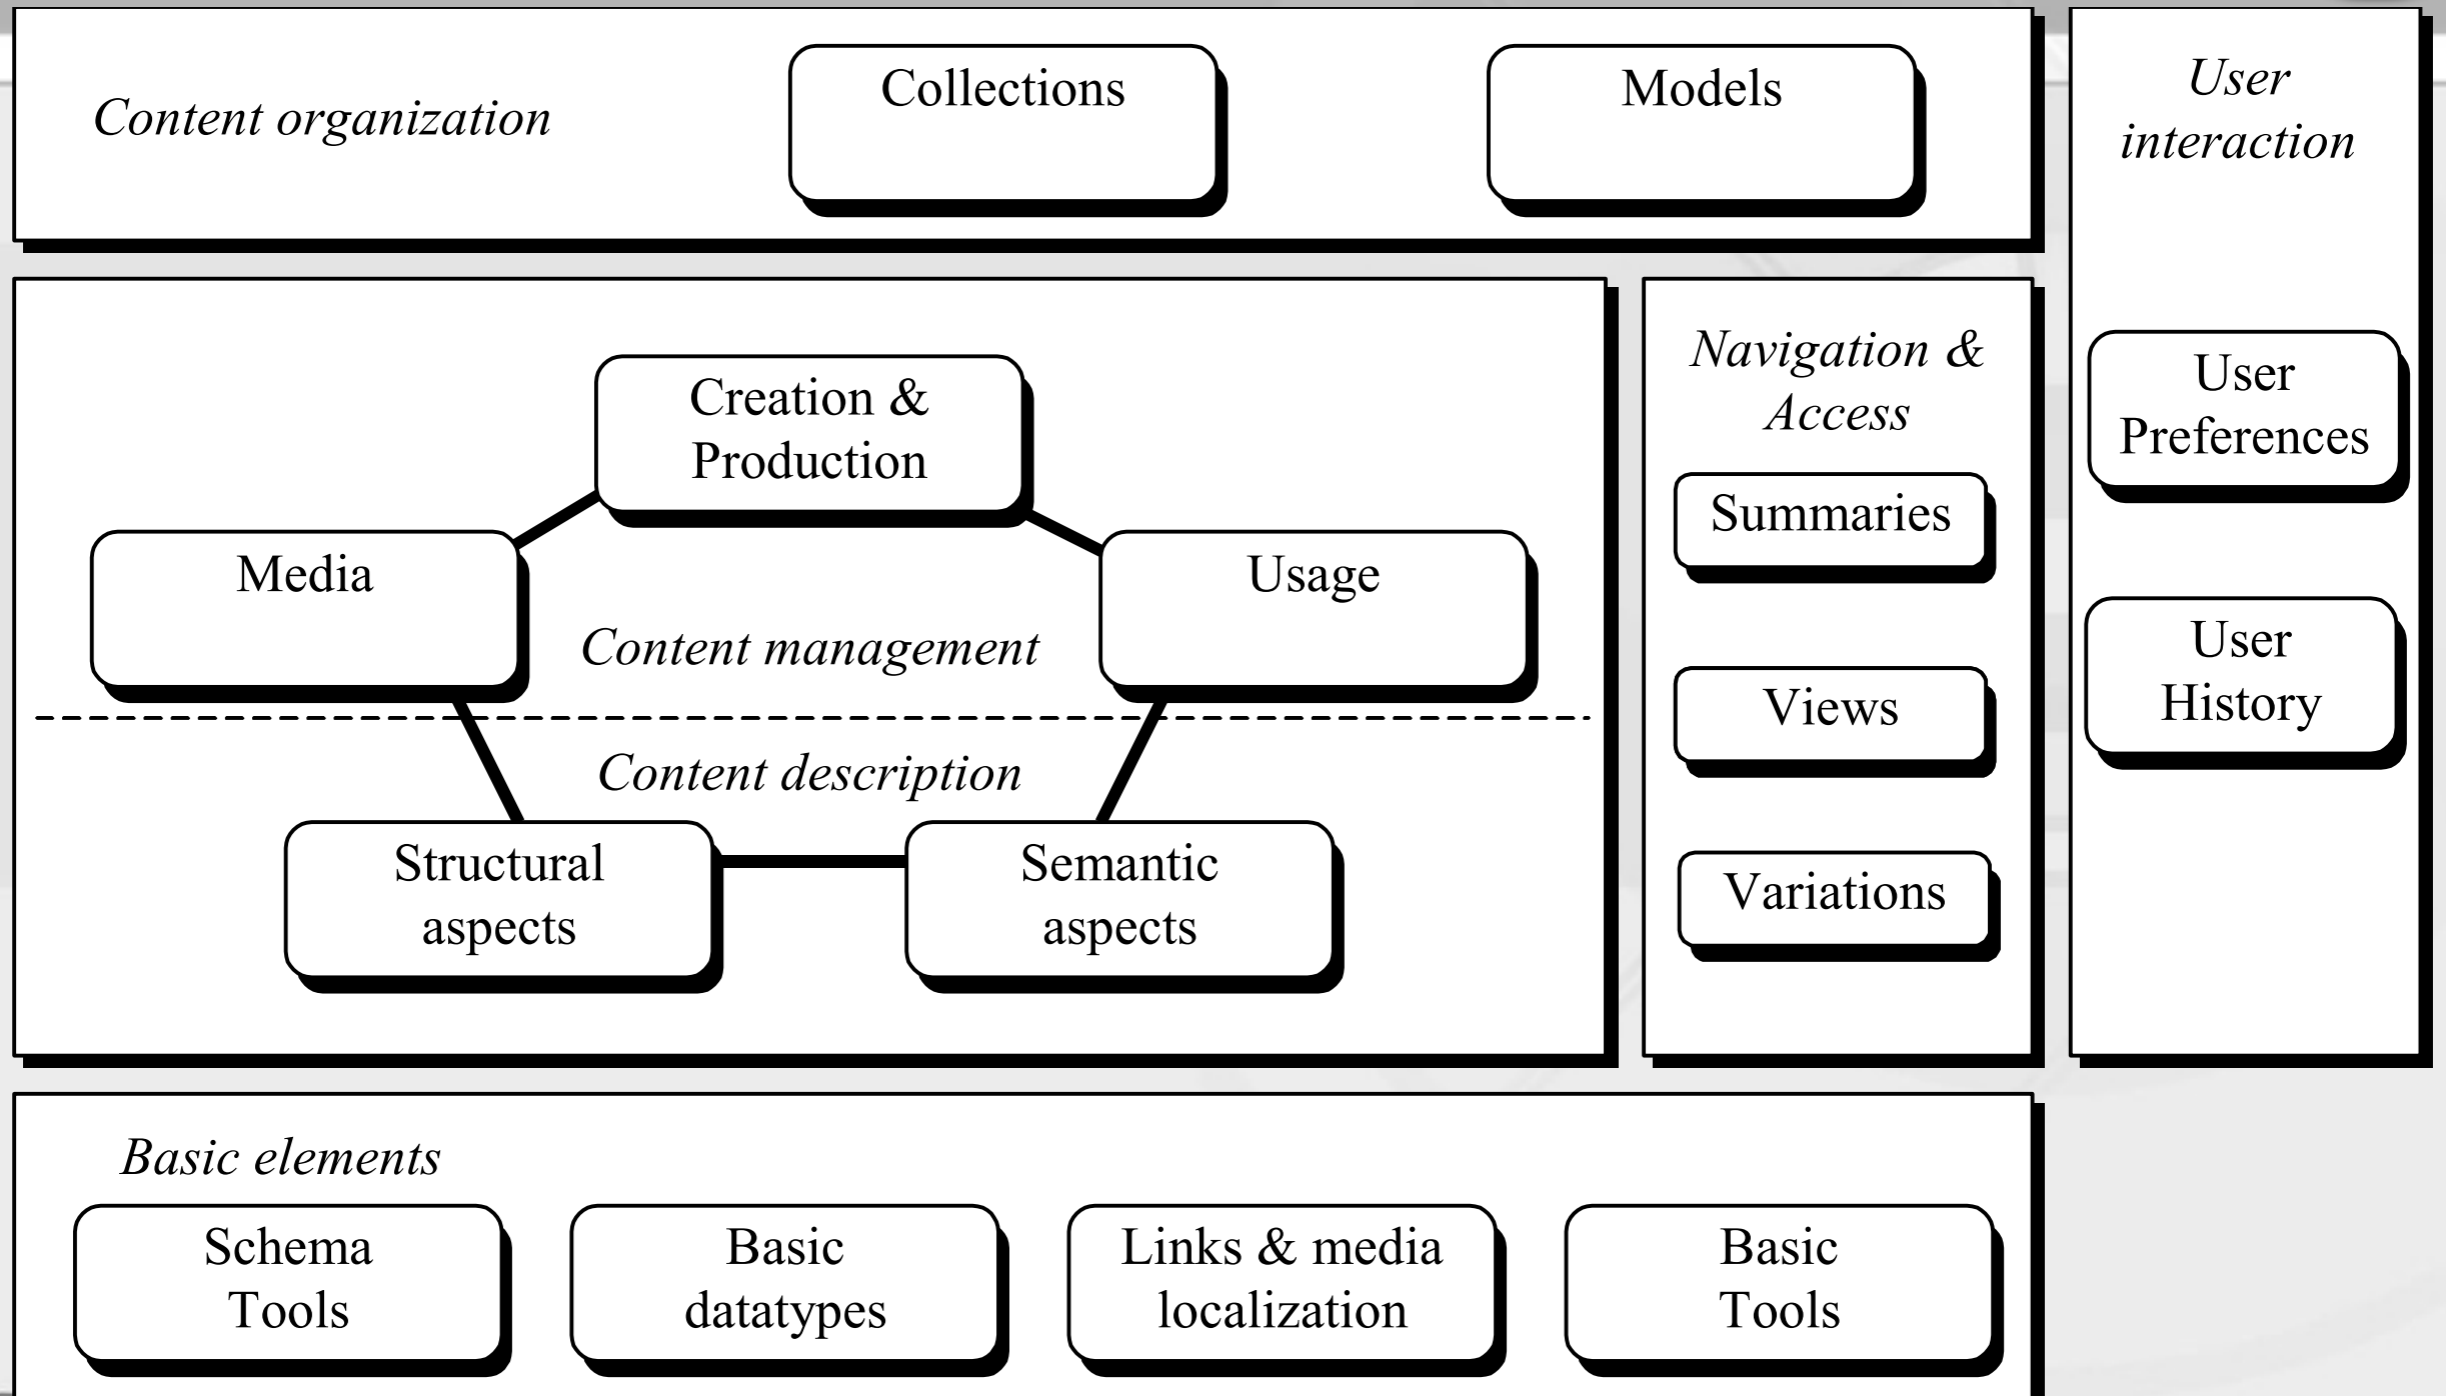 Content organization
Collections
Models
User
interaction
Creation &
Production
Media
Usage
Content management
Content description
Structural
aspects
Semantic
aspects
Navigation &
Access
Summaries
Views
Variations
User
Preferences
User
History
Basic elements
Schema
Tools
Basic
datatypes
Links & media
localization
Basic
Tools